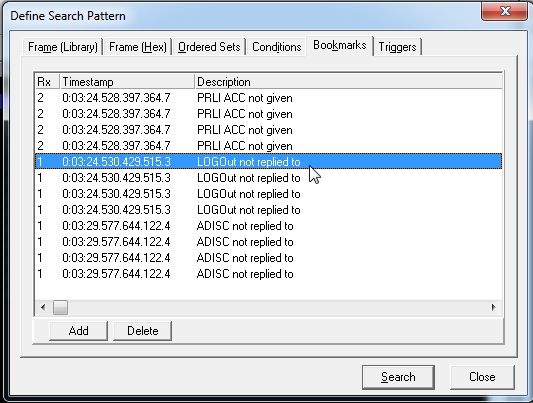 Define Search Pattern
Frame (Library) Frame (Hex) Ordered Sets Conditions Bookmarks Triggers
Rx Timestamp Description
2 0:03:24.528.397.364.7 PRLI ACC not given
2 0:03:24.528.397.364.7 PRLI ACC not given
2 0:03:24.528.397.364.7 PRLI ACC not given
2 0:03:24.528.397.364.7 PRLI ACC not given
1 0:03:24.530.429.515.3 LOGOut not replied to
1 0:03:24.530.429.515.3 LOGOut not replied to
1 0:03:24.530.429.515.3 LOGOut not replied to
1 0:03:24.530.429.515.3 LOGOut not replied to
1 0:03:29.577.644.122.4 ADISC not replied to
1 0:03:29.577.644.122.4 ADISC not replied to
1 0:03:29.577.644.122.4 ADISC not replied to
1 0:03:29.577.644.122.4 ADISC not replied to
Add Delete
Search Close